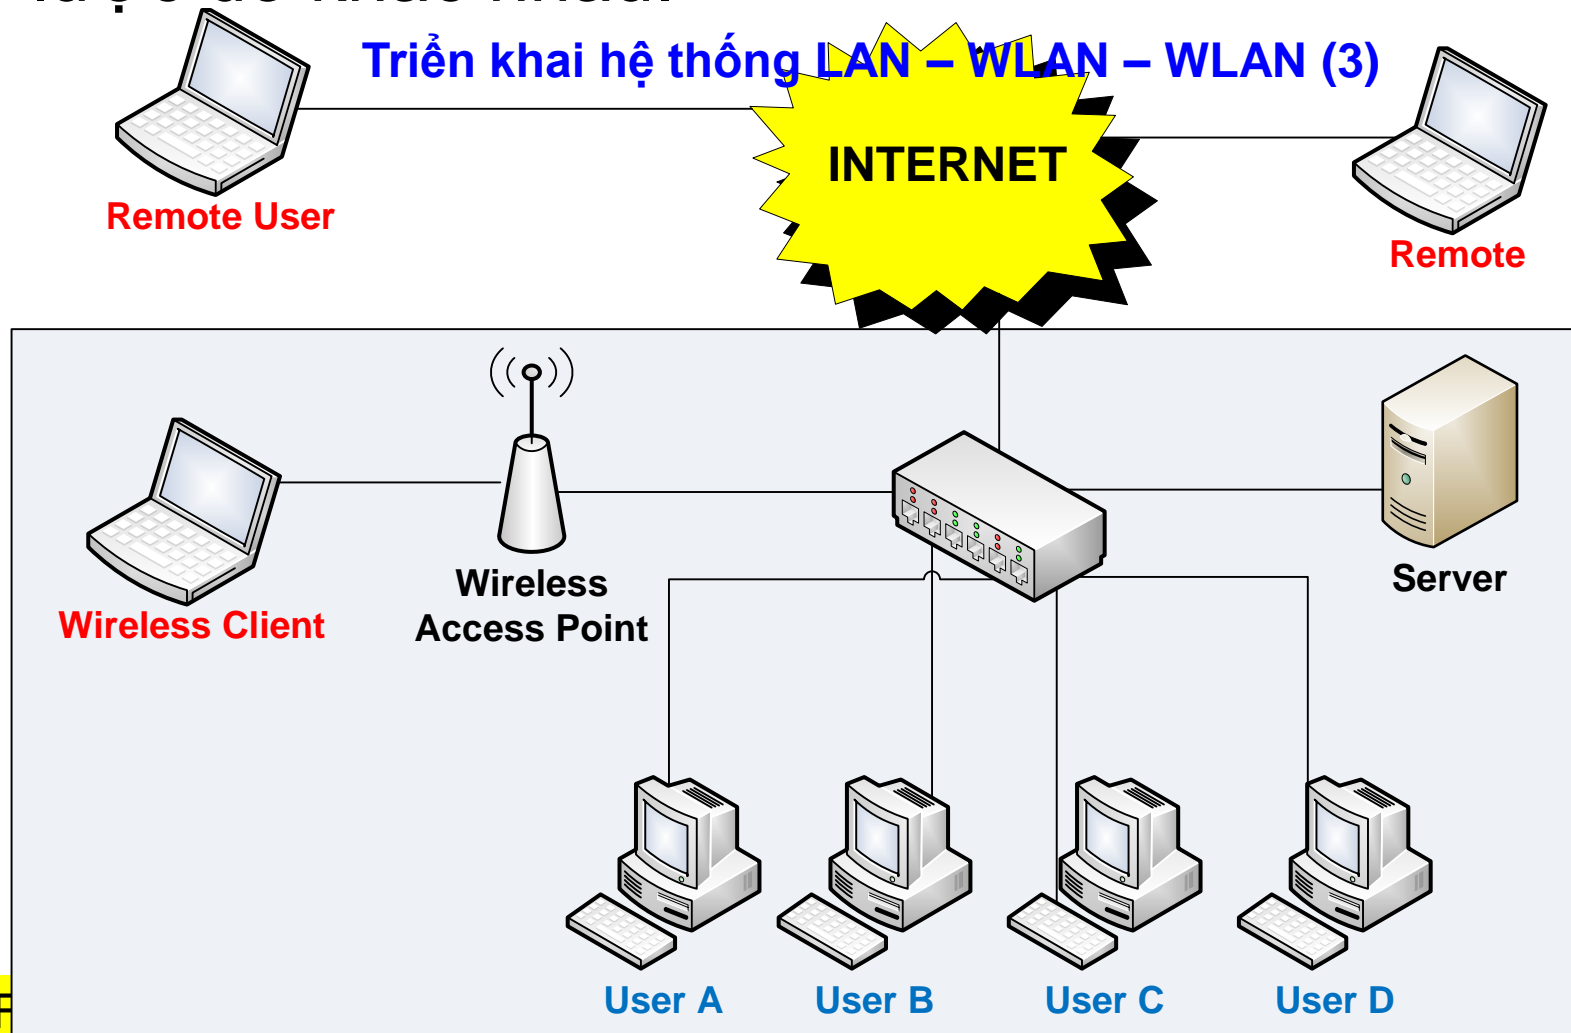 Triển khai hệ thống LAN – WLAN – WLAN (3)
INTERNET
Remote User
Remote
Wireless
Access Point
Server
Wireless Client
User A
User B
User C
User D